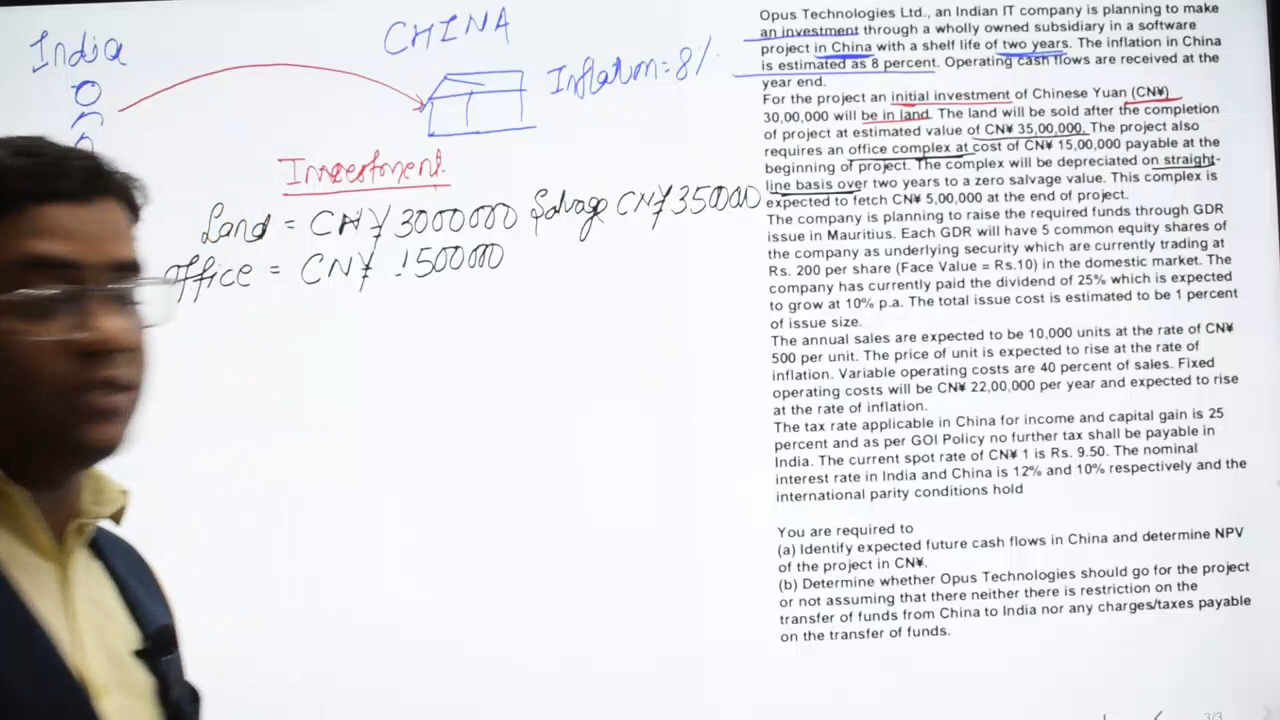 India
CHINA
Inflation = 8%
Investment
Land = CN¥ 3000000 Salvage CN¥ 3500000
office = CN¥ 1500000
Opus Technologies Ltd., an Indian IT company is planning to make
an investment through a wholly owned subsidiary in a software
project in China with a shelf life of two years. The inflation in China
is estimated as 8 percent. Operating cash flows are received at the
year end.
For the project an initial investment of Chinese Yuan (CN¥)
30,00,000 will be in land. The land will be sold after the completion
of project at estimated value of CN¥ 35,00,000. The project also
requires an office complex at cost of CN¥ 15,00,000 payable at the
beginning of project. The complex will be depreciated on straight-
line basis over two years to a zero salvage value. This complex is
expected to fetch CN¥ 5,00,000 at the end of project.
The company is planning to raise the required funds through GDR
issue in Mauritius. Each GDR will have 5 common equity shares of
the company as underlying security which are currently trading at
Rs. 200 per share (Face Value = Rs.10) in the domestic market. The
company has currently paid the dividend of 25% which is expected
to grow at 10% p.a. The total issue cost is estimated to be 1 percent
of issue size.
The annual sales are expected to be 10,000 units at the rate of CN¥
500 per unit. The price of unit is expected to rise at the rate of
inflation. Variable operating costs are 40 percent of sales. Fixed
operating costs will be CN¥ 22,00,000 per year and expected to rise
at the rate of inflation.
The tax rate applicable in China for income and capital gain is 25
percent and as per GOI Policy no further tax shall be payable in
India. The current spot rate of CN¥ 1 is Rs. 9.50. The nominal
interest rate in India and China is 12% and 10% respectively and the
international parity conditions hold
You are required to
(a) Identify expected future cash flows in China and determine NPV
of the project in CN¥.
(b) Determine whether Opus Technologies should go for the project
or not assuming that there neither there is restriction on the
transfer of funds from China to India nor any charges/taxes payable
on the transfer of funds.
3/3